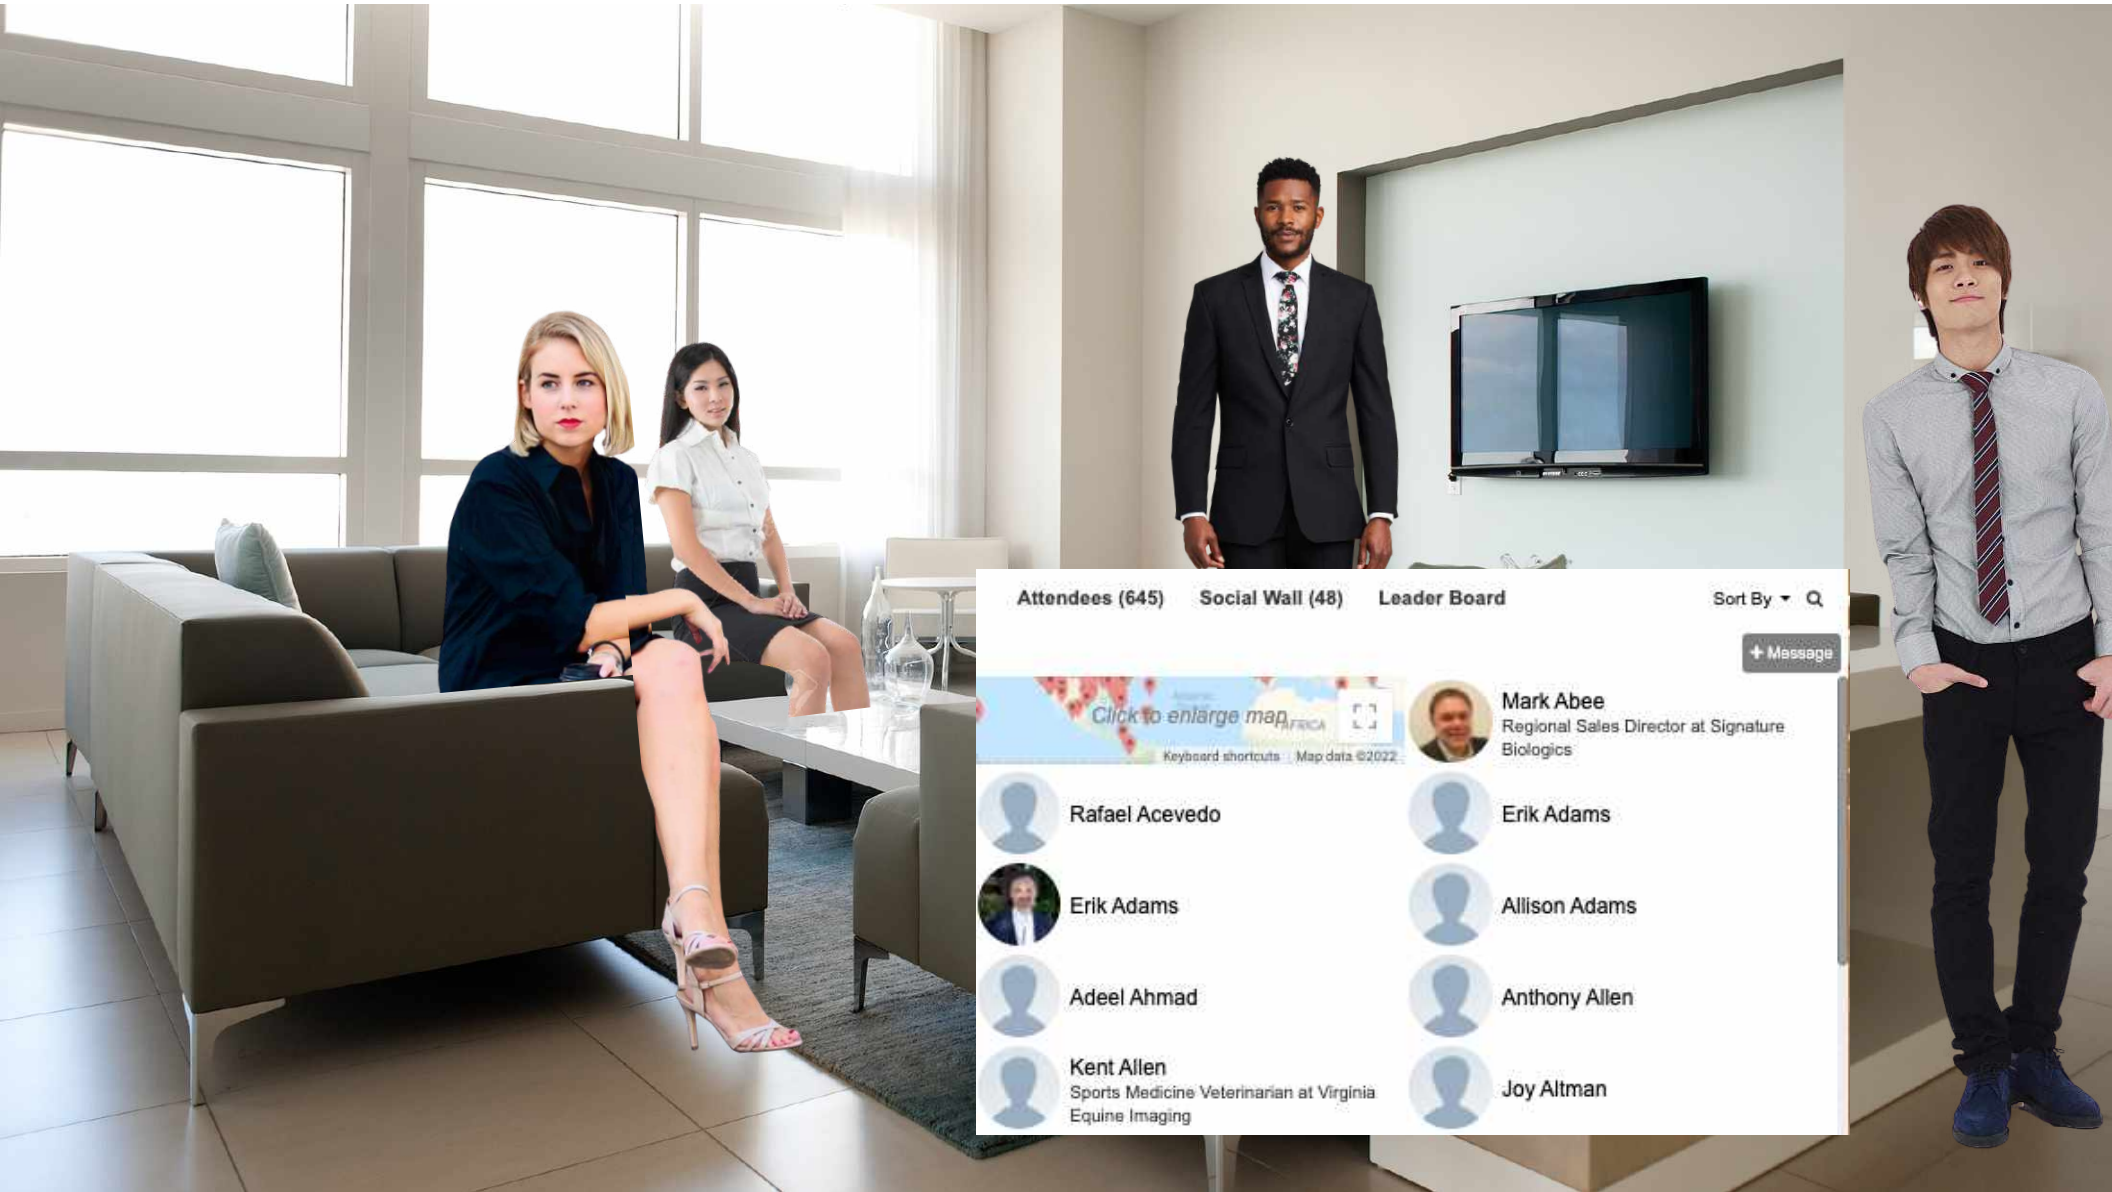 Attendees (645) Social Wall (48) Leader Board Sort By
+ Message
Click to enlarge map
AFRICA
Keyboard shortcuts Map data ©2022
Mark Abee
Regional Sales Director at Signature
Biologics
Rafael Acevedo
Erik Adams
Erik Adams
Allison Adams
Adeel Ahmad
Anthony Allen
Kent Allen
Sports Medicine Veterinarian at Virginia
Equine Imaging
Joy Altman